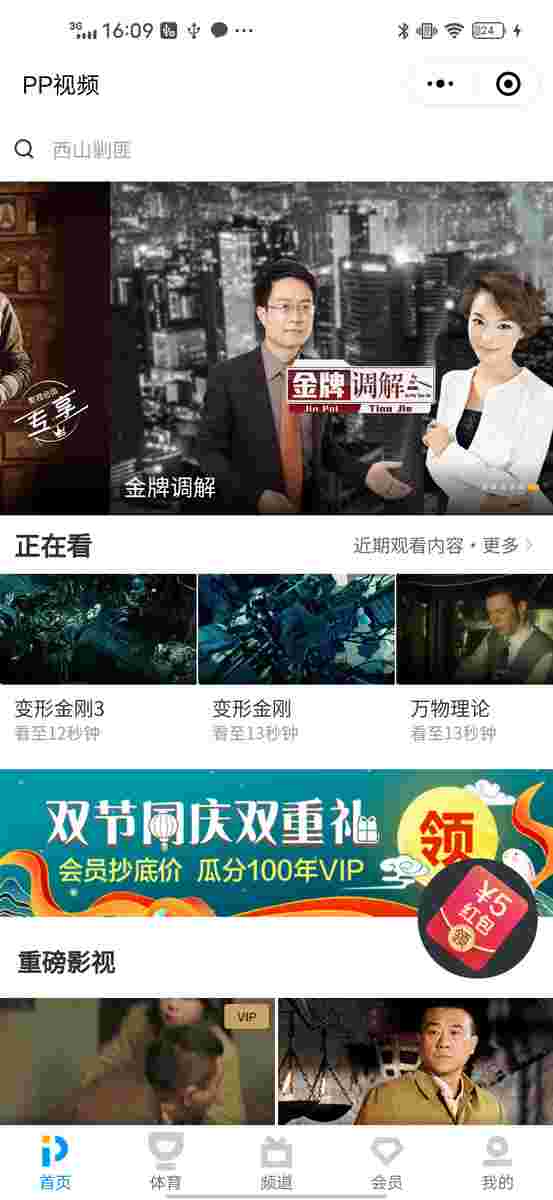 3G 16:09 24
PP视频
西山剿匪
影视会员
专享
金牌调解
Jin Pai Tiao Jie
金牌调解
正在看
近期观看内容·更多
变形金刚3
变形金刚
万物理论
看至12秒钟
看至13秒钟
看至13秒钟
双节同庆双重礼
会员抄底价 瓜分100年VIP
领
¥5
红包
领
重磅影视
VIP
首页
体育
频道
会员
我的